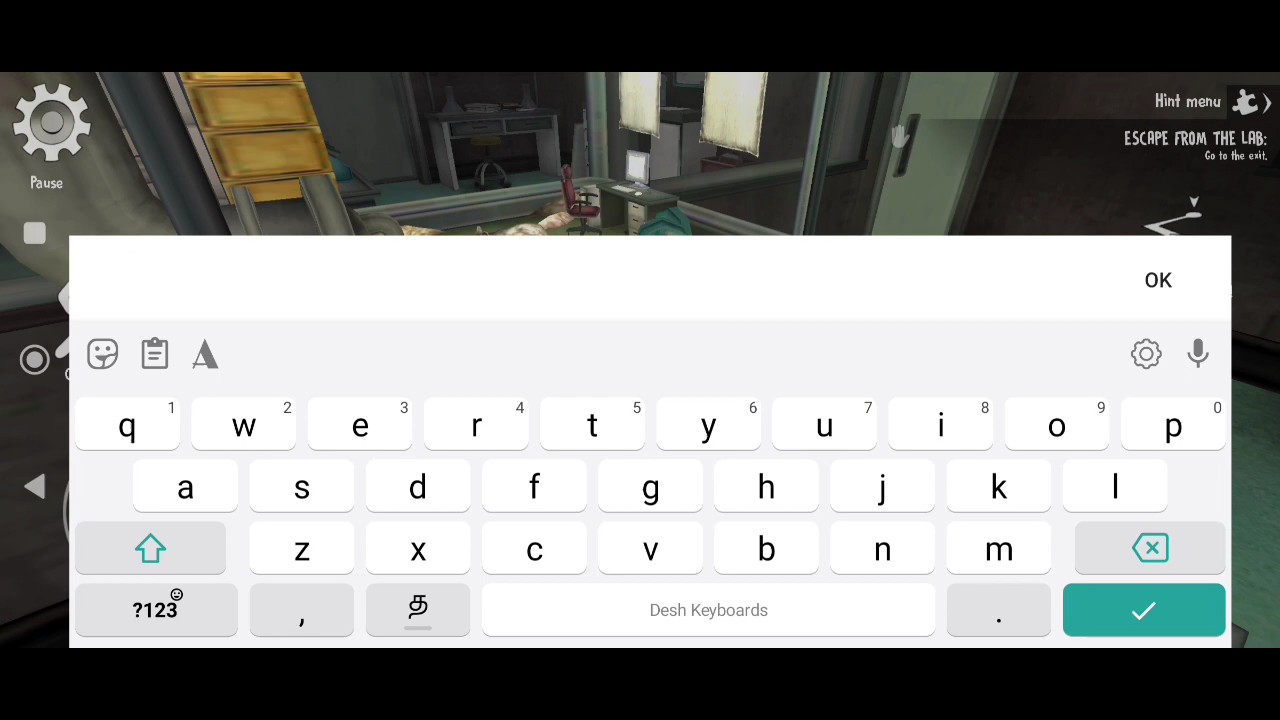 Hint menu
ESCAPE FROM THE LAB:
Go to the exit.
Pause
OK
q 1 w 2 e 3 r 4 t 5 y 6 u 7 i 8 o 9 p 0
a s d f g h j k l
z x c v b n m
?123 , த Desh Keyboards .